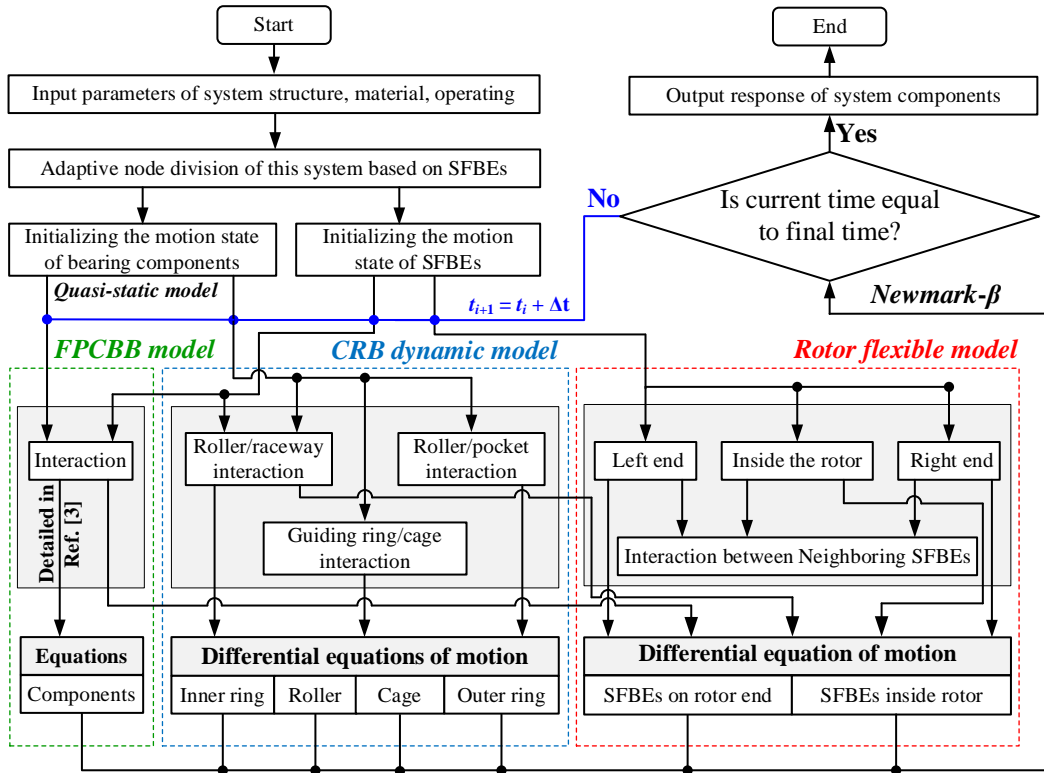 Start
End
Input parameters of system structure, material, operating
Output response of system components
Yes
Adaptive node division of this system based on SFBEs
No
Is current time equal
to final time?
Initializing the motion state
of bearing components
Initializing the motion
state of SFBEs
Quasi-static model
t_{i+1} = t_i + Δt
Newmark-β
FPCBB model
CRB dynamic model
Rotor flexible model
Interaction
Roller/raceway
interaction
Roller/pocket
interaction
Left end
Inside the rotor
Right end
Detailed in
Ref. [3]
Guiding ring/cage
interaction
Interaction between Neighboring SFBEs
Equations
Components
Differential equations of motion
Inner ring
Roller
Cage
Outer ring
Differential equation of motion
SFBEs on rotor end
SFBEs inside rotor